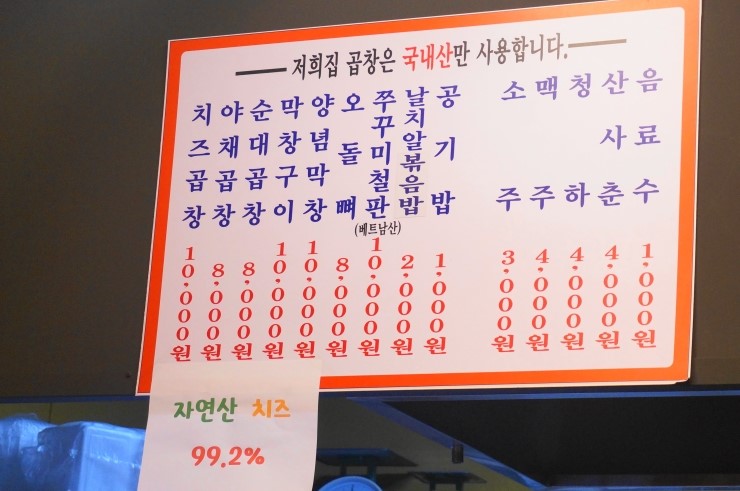 저희집 곱창은 국내산만 사용합니다.
치즈곱창 10,000원
야채곱창 8,000원
순대곱창 8,000원
막창구이 10,000원
양념막창 10,000원
오돌뼈 8,000원
쭈꾸미철판 (베트남산) 10,000원
날치알볶음밥 2,000원
공기밥 1,000원
소주 3,000원
맥주 4,000원
청하 4,000원
산사춘 4,000원
음료수 1,000원
자연산 치즈
99.2%